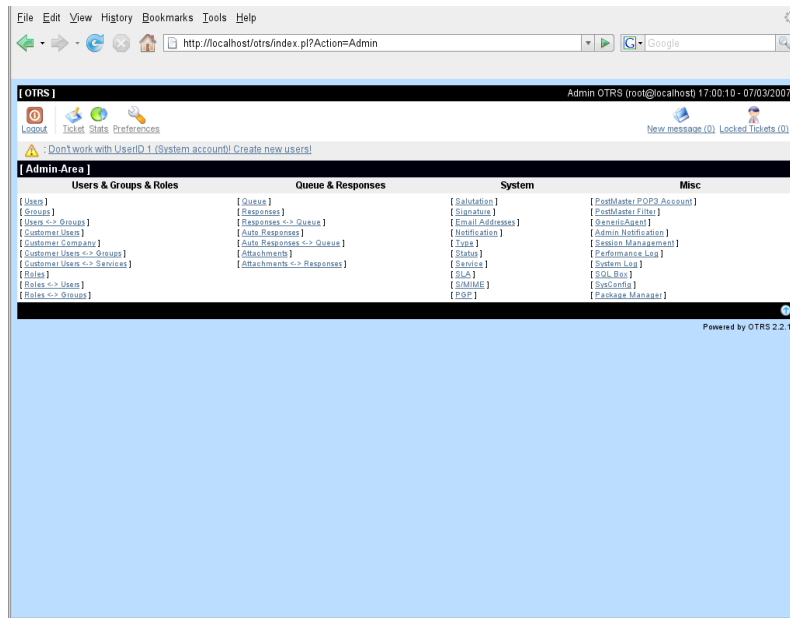 File Edit View History Bookmarks Tools Help
http://localhost/otrs/index.pl?Action=Admin
G Google
[ OTRS ] Admin OTRS (root@localhost) 17:00:10 - 07/03/2007
Logout Ticket Stats Preferences New message (0) Locked Tickets (0)
: Don't work with UserID 1 (System account)! Create new users!
[ Admin-Area ]
Users & Groups & Roles Queue & Responses System Misc
[ Users ] [ Queue ] [ Salutation ] [ PostMaster POP3 Account ]
[ Groups ] [ Responses ] [ Signature ] [ PostMaster Filter ]
[ Users <-> Groups ] [ Responses <-> Queue ] [ Email Addresses ] [ GenericAgent ]
[ Customer Users ] [ Auto Responses ] [ Notification ] [ Admin Notification ]
[ Customer Company ] [ Auto Responses <-> Queue ] [ Type ] [ Session Management ]
[ Customer Users <-> Groups ] [ Attachments ] [ Status ] [ Performance Log ]
[ Customer Users <-> Services ] [ Attachments <-> Responses ] [ Service ] [ System Log ]
[ Roles ] [ SLA ] [ SQL Box ]
[ Roles <-> Users ] [ S/MIME ] [ SysConfig ]
[ Roles <-> Groups ] [ PGP ] [ Package Manager ]
Powered by OTRS 2.2.1